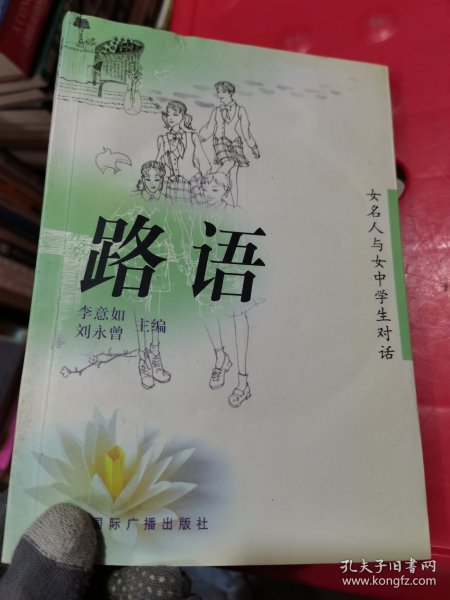 路语
李意如
刘永曾
主编
女名人与女中学生对话
国际广播出版社
孔夫子旧书网
www.kongfz.com